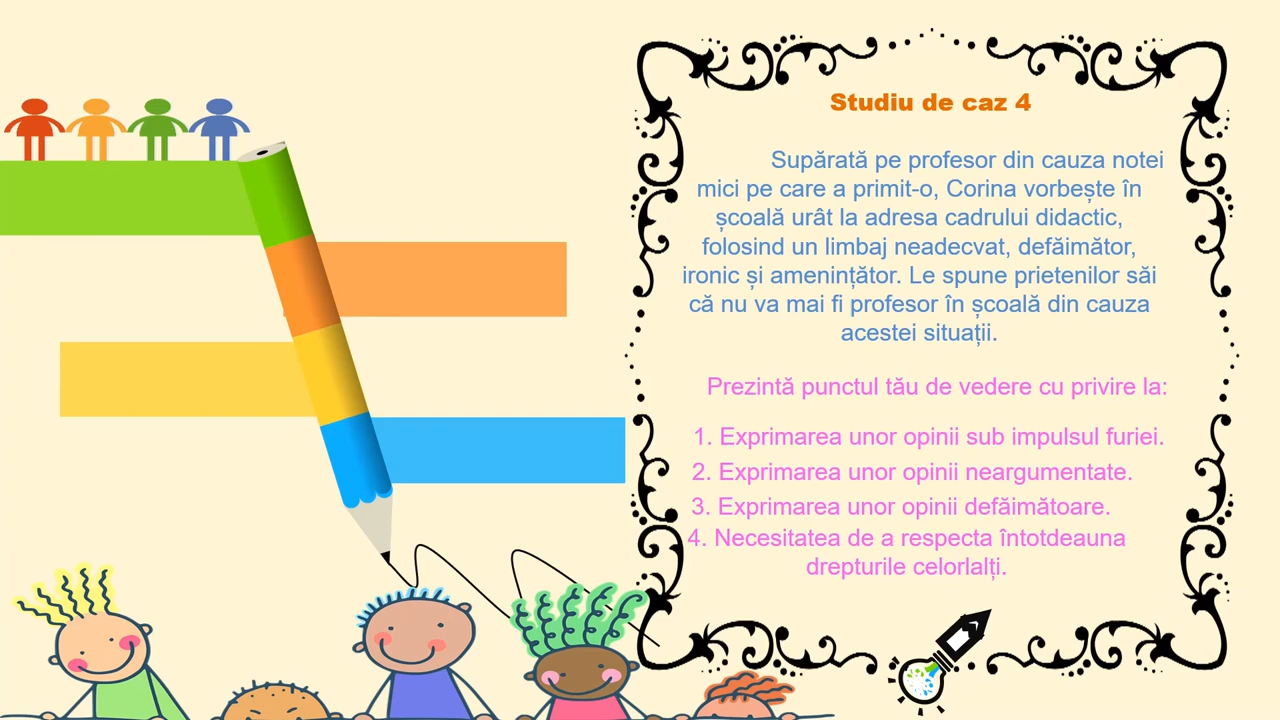 Studiu de caz 4
Supărată pe profesor din cauza notei
mici pe care a primit-o, Corina vorbește în
școală urât la adresa cadrului didactic,
folosind un limbaj neadecvat, defăimător,
ironic și amenințător. Le spune prietenilor săi
că nu va mai fi profesor în școală din cauza
acestei situații.
Prezintă punctul tău de vedere cu privire la:
1. Exprimarea unor opinii sub impulsul furiei.
2. Exprimarea unor opinii neargumentate.
3. Exprimarea unor opinii defăimătoare.
4. Necesitatea de a respecta întotdeauna
drepturile celorlalți.